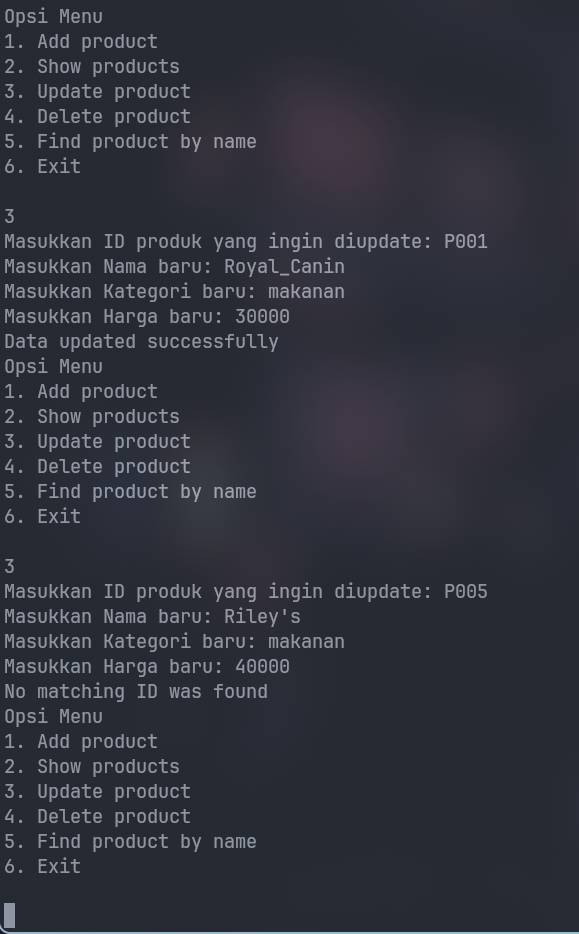 Opsi Menu
1. Add product
2. Show products
3. Update product
4. Delete product
5. Find product by name
6. Exit
3
Masukkan ID produk yang ingin diupdate: P001
Masukkan Nama baru: Royal_Canin
Masukkan Kategori baru: makanan
Masukkan Harga baru: 30000
Data updated successfully
Opsi Menu
1. Add product
2. Show products
3. Update product
4. Delete product
5. Find product by name
6. Exit
3
Masukkan ID produk yang ingin diupdate: P005
Masukkan Nama baru: Riley's
Masukkan Kategori baru: makanan
Masukkan Harga baru: 40000
No matching ID was found
Opsi Menu
1. Add product
2. Show products
3. Update product
4. Delete product
5. Find product by name
6. Exit